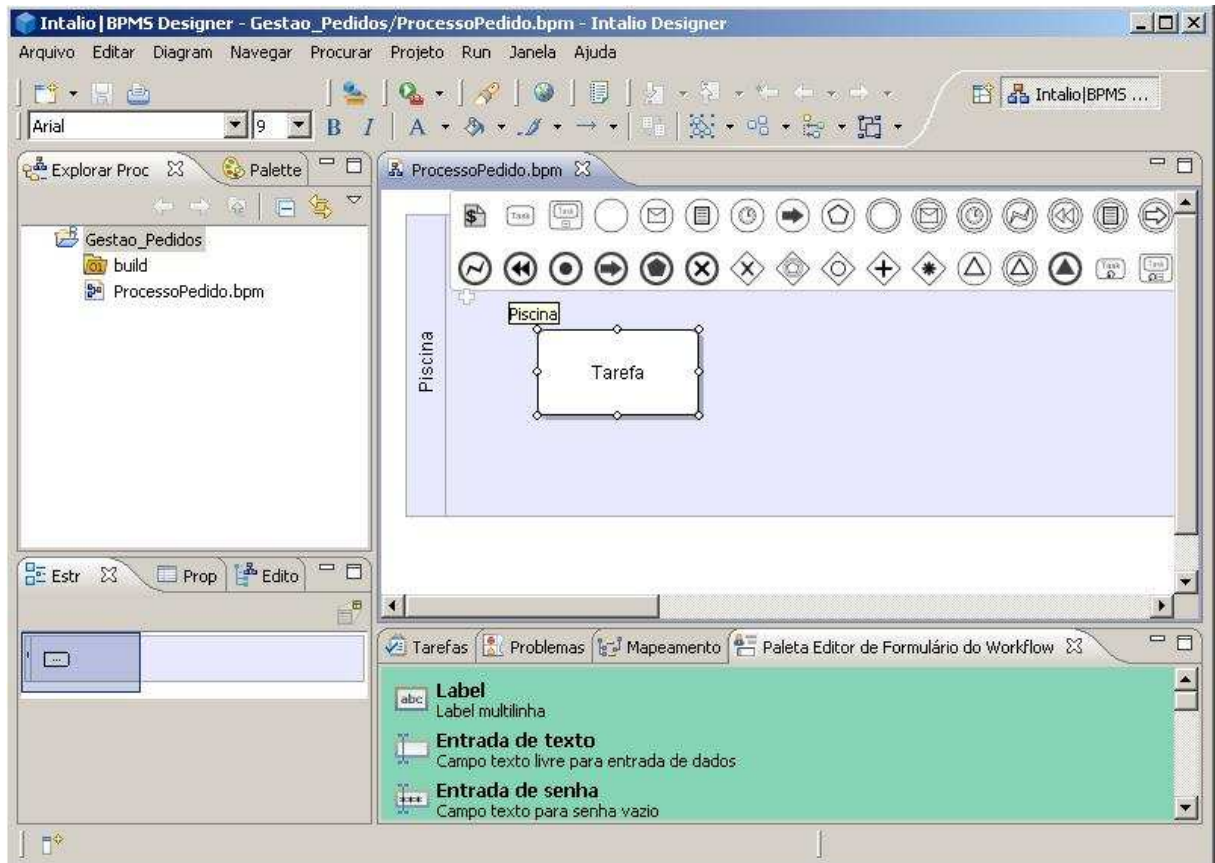 Intalio|BPMS Designer - Gestao_Pedidos/ProcessoPedido.bpm - Intalio Designer
Arquivo Editar Diagram Navegar Procurar Projeto Run Janela Ajuda
Intalio|BPMS ...
Arial 9 B I A
Explorar Proc Palette
ProcessoPedido.bpm
Gestao_Pedidos
build
ProcessoPedido.bpm
Task
Piscina
Piscina
Tarefa
Estr Prop Edito
Tarefas Problemas Mapeamento Paleta Editor de Formulário do Workflow
abc Label
Label multilinha
Entrada de texto
Campo texto livre para entrada de dados
Entrada de senha
Campo texto para senha vazio